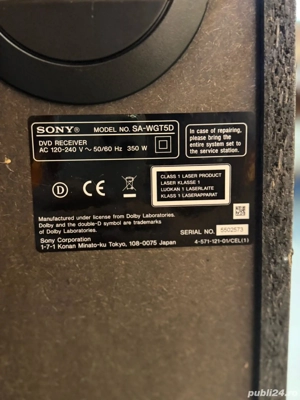 SONY® MODEL NO. SA-WGT5D
DVD RECEIVER
AC 120-240 V ~ 50/60 Hz 350 W
In case of repairing,
please bring the
entire system set to
the service station.
D CE
CLASS 1 LASER PRODUCT
LASER KLASSE 1
LUOKAN 1 LASERLAITE
KLASS 1 LASERAPPARAT
Manufactured under license from Dolby Laboratories.
Dolby and the double-D symbol are trademarks
of Dolby Laboratories.
Sony Corporation
1-7-1 Konan Minato-ku Tokyo, 108-0075 Japan
SERIAL NO. 5502573
4-571-121-01/CEL(1)
publi24.ro